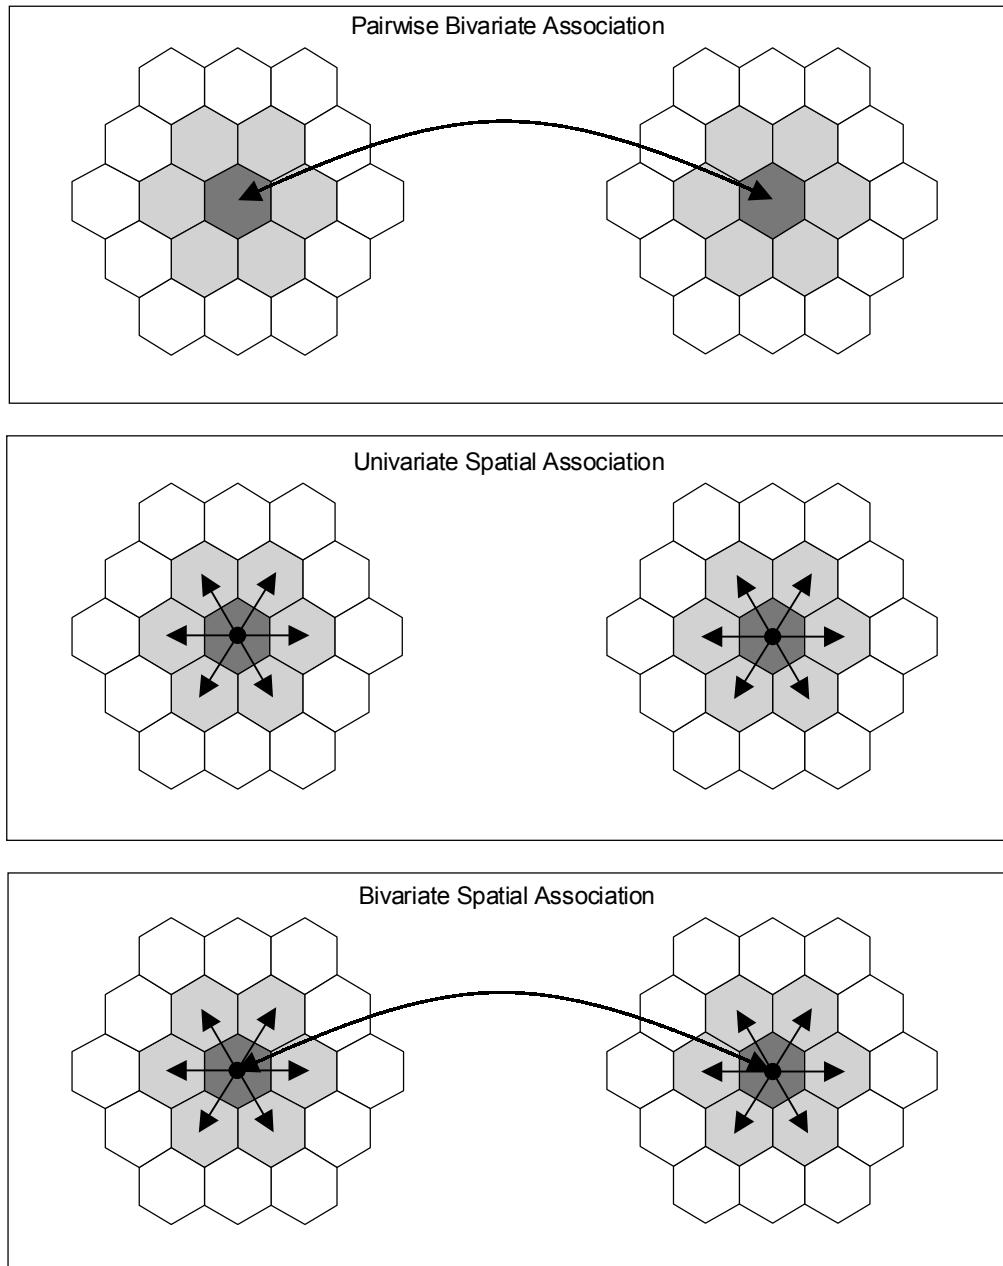 Pairwise Bivariate Association
Univariate Spatial Association
Bivariate Spatial Association